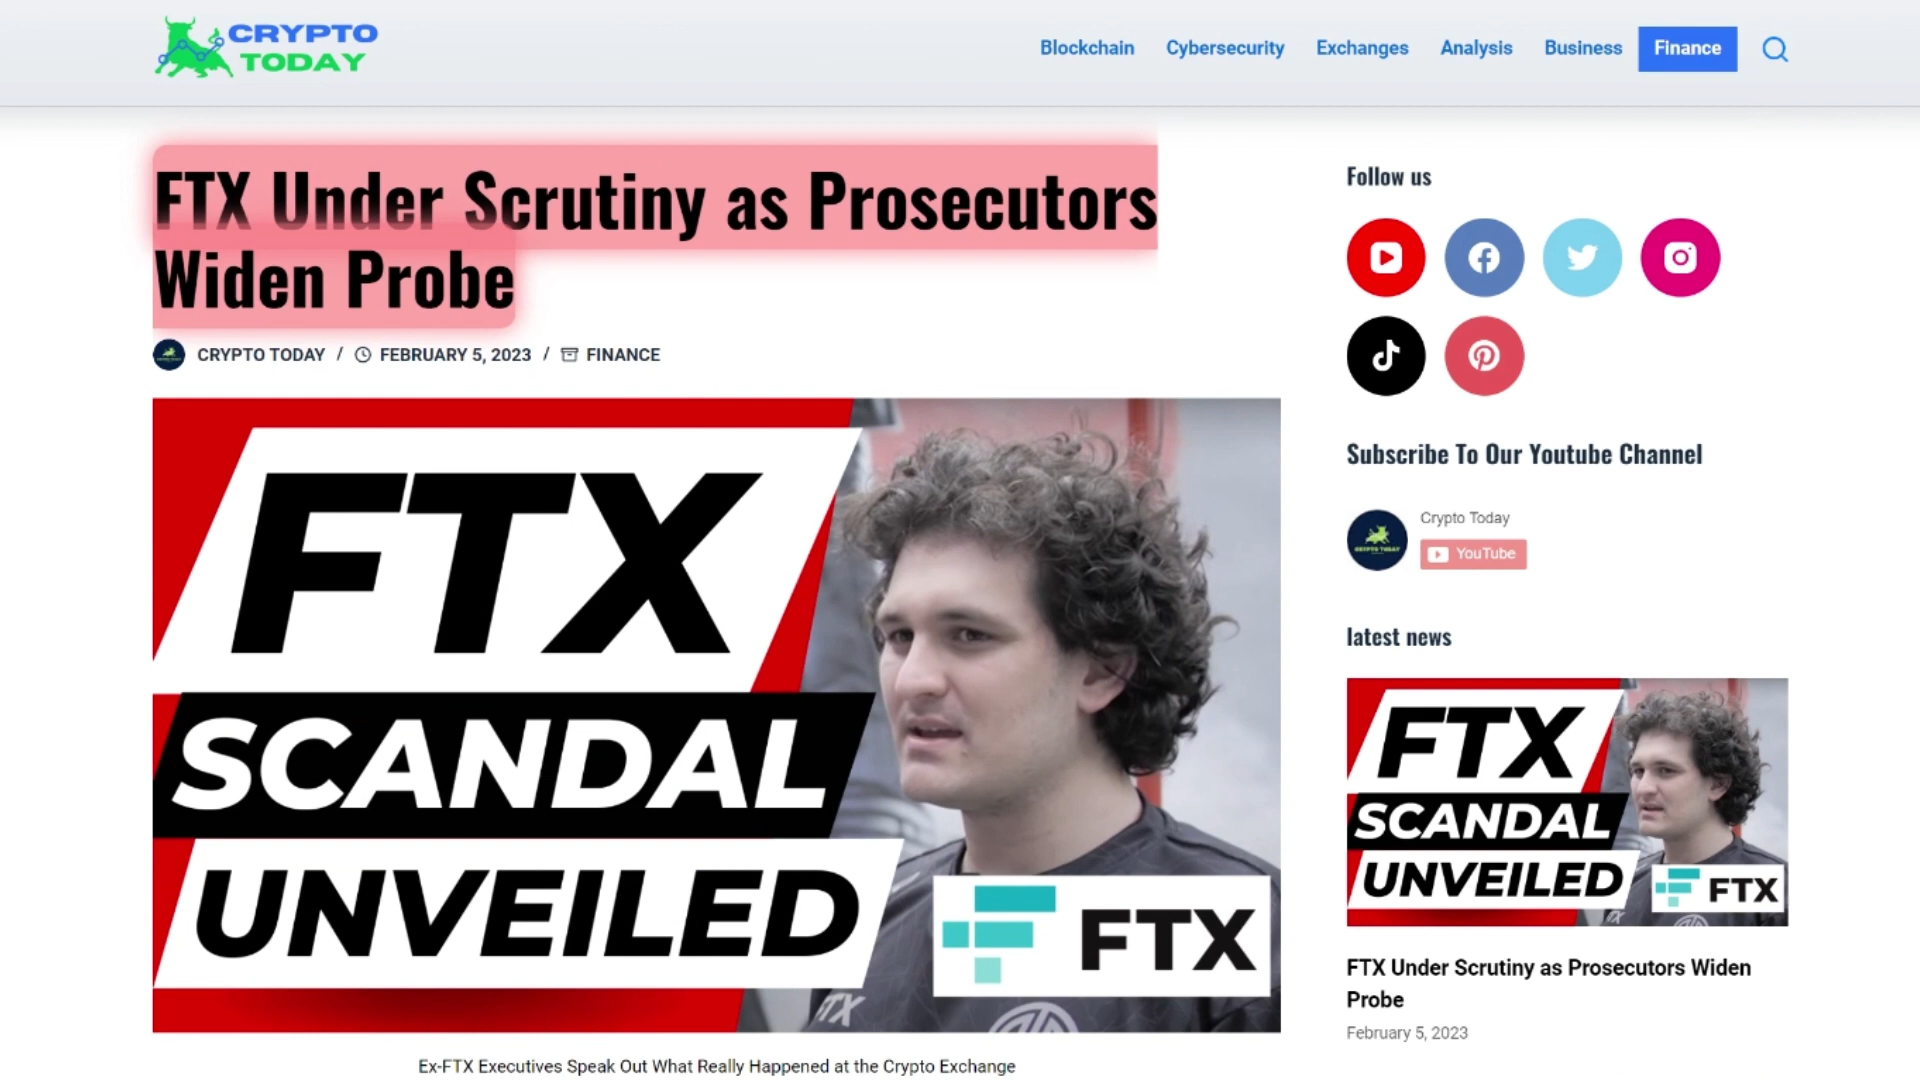 CRYPTO
TODAY
Blockchain Cybersecurity Exchanges Analysis Business Finance
FTX Under Scrutiny as Prosecutors
Widen Probe
CRYPTO TODAY / FEBRUARY 5, 2023 / FINANCE
FTX
SCANDAL
UNVEILED
FTX
FTX
Ex-FTX Executives Speak Out What Really Happened at the Crypto Exchange
Follow us
Subscribe To Our Youtube Channel
CRYPTO TODAY
Crypto Today
YouTube
latest news
FTX
SCANDAL
UNVEILED
FTX
FTX Under Scrutiny as Prosecutors Widen
Probe
February 5, 2023